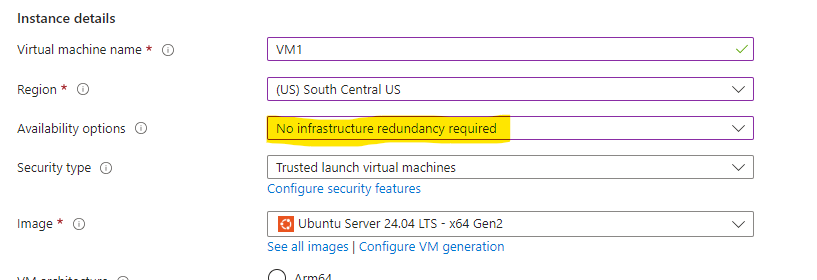 Instance details
Virtual machine name * VM1
Region * (US) South Central US
Availability options No infrastructure redundancy required
Security type Trusted launch virtual machines
Configure security features
Image * Ubuntu Server 24.04 LTS - x64 Gen2
See all images | Configure VM generation
VM architecture Arm64